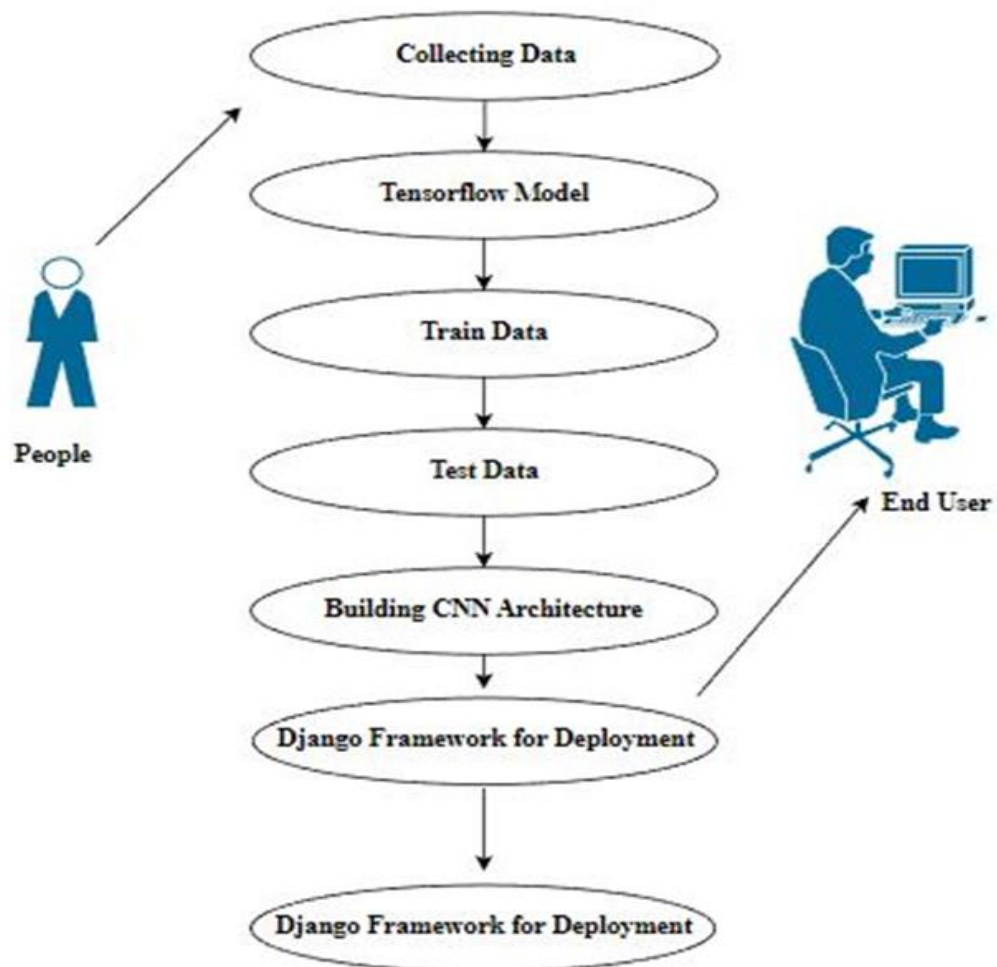 Collecting Data
Tensorflow Model
Train Data
People
Test Data
End User
Building CNN Architecture
Django Framework for Deployment
Django Framework for Deployment